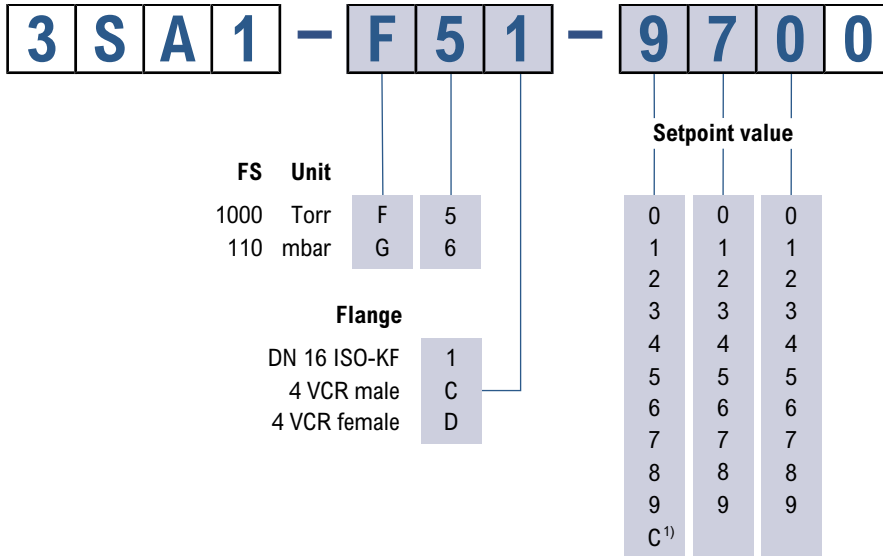 3SA1 – F51 – 9700
Setpoint value
FS Unit
1000 Torr F 5
110 mbar G 6
Flange
DN 16 ISO-KF 1
4 VCR male C
4 VCR female D
0 0 0
1 1 1
2 2 2
3 3 3
4 4 4
5 5 5
6 6 6
7 7 7
8 8 8
9 9 9
C 1)